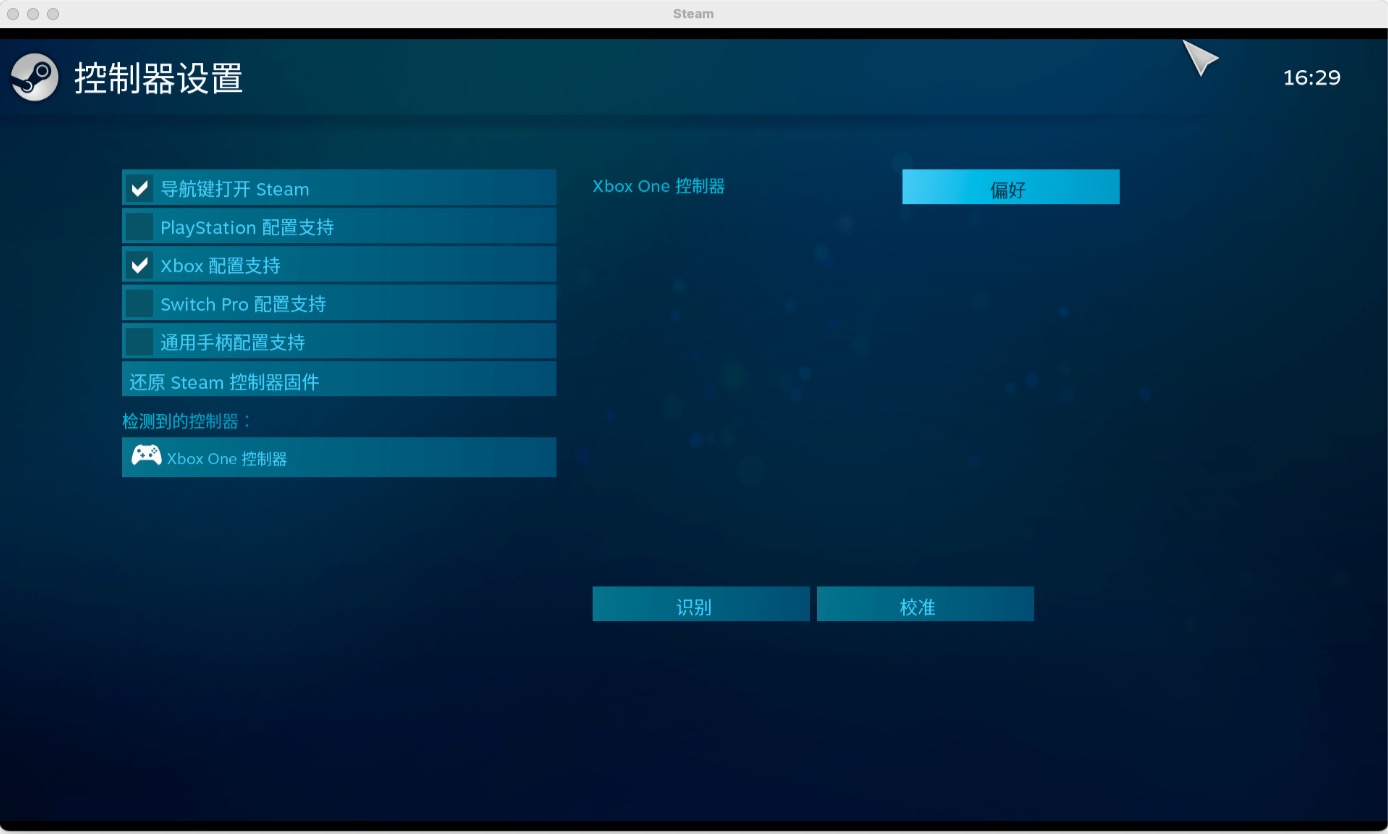 Steam
控制器设置
16:29
导航键打开 Steam
PlayStation 配置支持
Xbox 配置支持
Switch Pro 配置支持
通用手柄配置支持
还原 Steam 控制器固件
检测到的控制器：
Xbox One 控制器
Xbox One 控制器
偏好
识别
校准